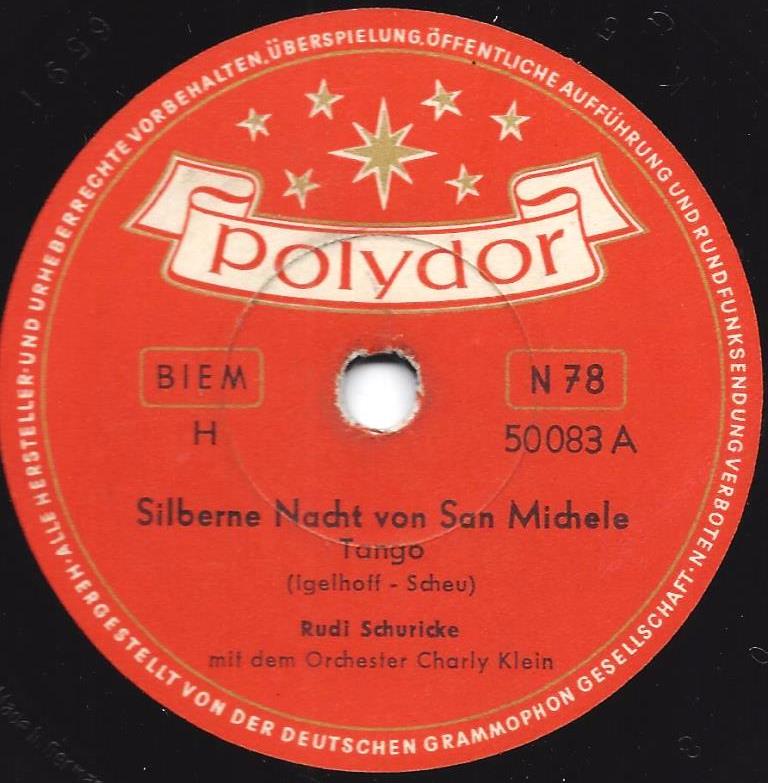 ALLE HERSTELLER- UND URHEBERRECHTE VORBEHALTEN. ÜBERSPIELUNG, ÖFFENTLICHE AUFFÜHRUNG UND RUNDFUNKSENDUNG VERBOTEN.
polydor
BIEM
N 78
H
50083 A
Silberne Nacht von San Michele
Tango
(Igelhoff - Scheu)
Rudi Schuricke
mit dem Orchester Charly Klein
HERGESTELLT VON DER DEUTSCHEN GRAMMOPHON GESELLSCHAFT